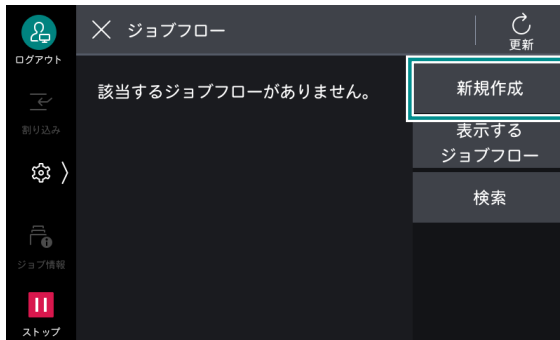 ログアウト
割り込み
ジョブ情報
ストップ
ジョブフロー
更新
該当するジョブフローがありません。
新規作成
表示する
ジョブフロー
検索